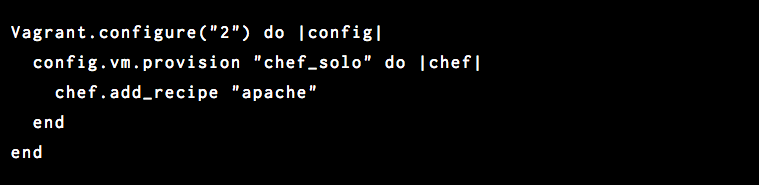 Vagrant.configure("2") do |config|
  config.vm.provision "chef_solo" do |chef|
    chef.add_recipe "apache"
  end
end